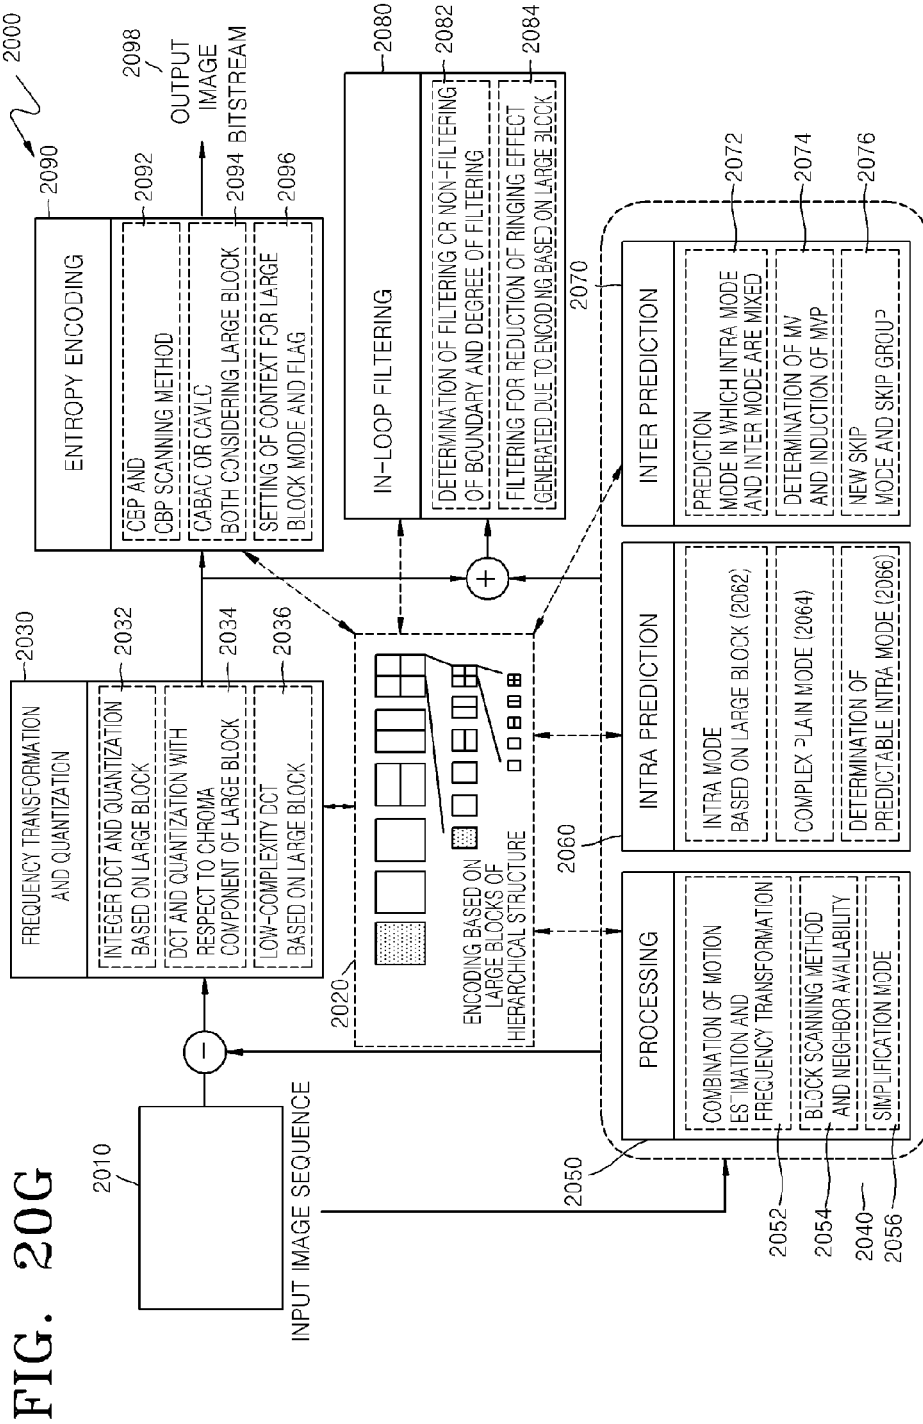 FIG. 20G
2000
2010
INPUT IMAGE SEQUENCE
2030
FREQUENCY TRANSFORMATION
AND QUANTIZATION
INTEGER DCT AND QUANTIZATION
BASED ON LARGE BLOCK
2032
DCT AND QUANTIZATION WITH
RESPECT TO CHROMA
COMPONENT OF LARGE BLOCK
2034
LOW-COMPLEXITY DCT
BASED ON LARGE BLOCK
2036
2090
ENTROPY ENCODING
CBP AND
CBP SCANNING METHOD
2092
CABAC OR CAVLC
BOTH CONSIDERING LARGE BLOCK
2094
SETTING OF CONTEXT FOR LARGE
BLOCK MODE AND FLAG
2096
2098
OUTPUT
IMAGE
BITSTREAM
2020
ENCODING BASED ON
LARGE BLOCKS OF
HIERARCHICAL STRUCTURE
2080
IN-LOOP FILTERING
DETERMINATION OF FILTERING CR NON-FILTERING
OF BOUNDARY AND DEGREE OF FILTERING
2082
FILTERING FOR REDUCTION OF RINGING EFFECT
GENERATED DUE TO ENCODING BASED ON LARGE BLOCK
2084
2050
PROCESSING
COMBINATION OF MOTION
ESTIMATION AND
FREQUENCY TRANSFORMATION
2052
BLOCK SCANNING METHOD
AND NEIGHBOR AVAILABILITY
2054
SIMPLIFICATION MODE
2056
2040
2060
INTRA PREDICTION
INTRA MODE
BASED ON LARGE BLOCK (2062)
COMPLEX PLAIN MODE (2064)
DETERMINATION OF
PREDICTABLE INTRA MODE (2066)
2070
INTER PREDICTION
PREDICTION
MODE IN WHICH INTRA MODE
AND INTER MODE ARE MIXED
2072
DETERMINATION OF MV
AND INDUCTION OF MVP
2074
NEW SKIP
MODE AND SKIP GROUP
2076
-
+